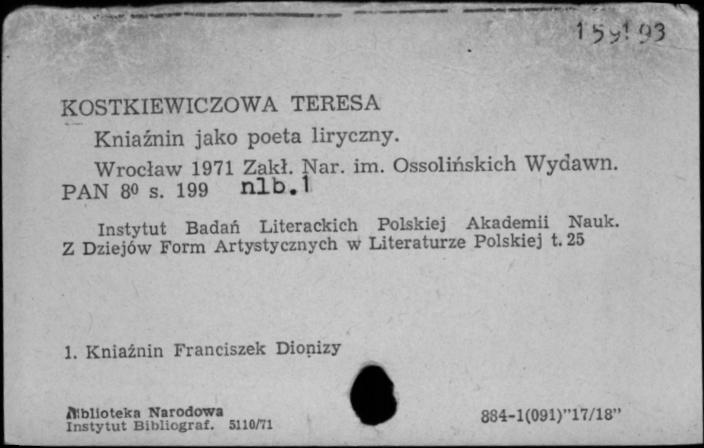 KOSTKIEWICZOWA TERESA
Kniaźnin jako poeta liryczny.
Wrocław 1971 Zakł. Nar. im. Ossolińskich Wydawn.
PAN 8⁰ s. 199 nlb.1
Instytut Badań Literackich Polskiej Akademii Nauk.
Z Dziejów Form Artystycznych w Literaturze Polskiej t. 25
1. Kniaźnin Franciszek Dionizy
Biblioteka Narodowa
Instytut Bibliograf. 5110/71
884-1(091)"17/18"